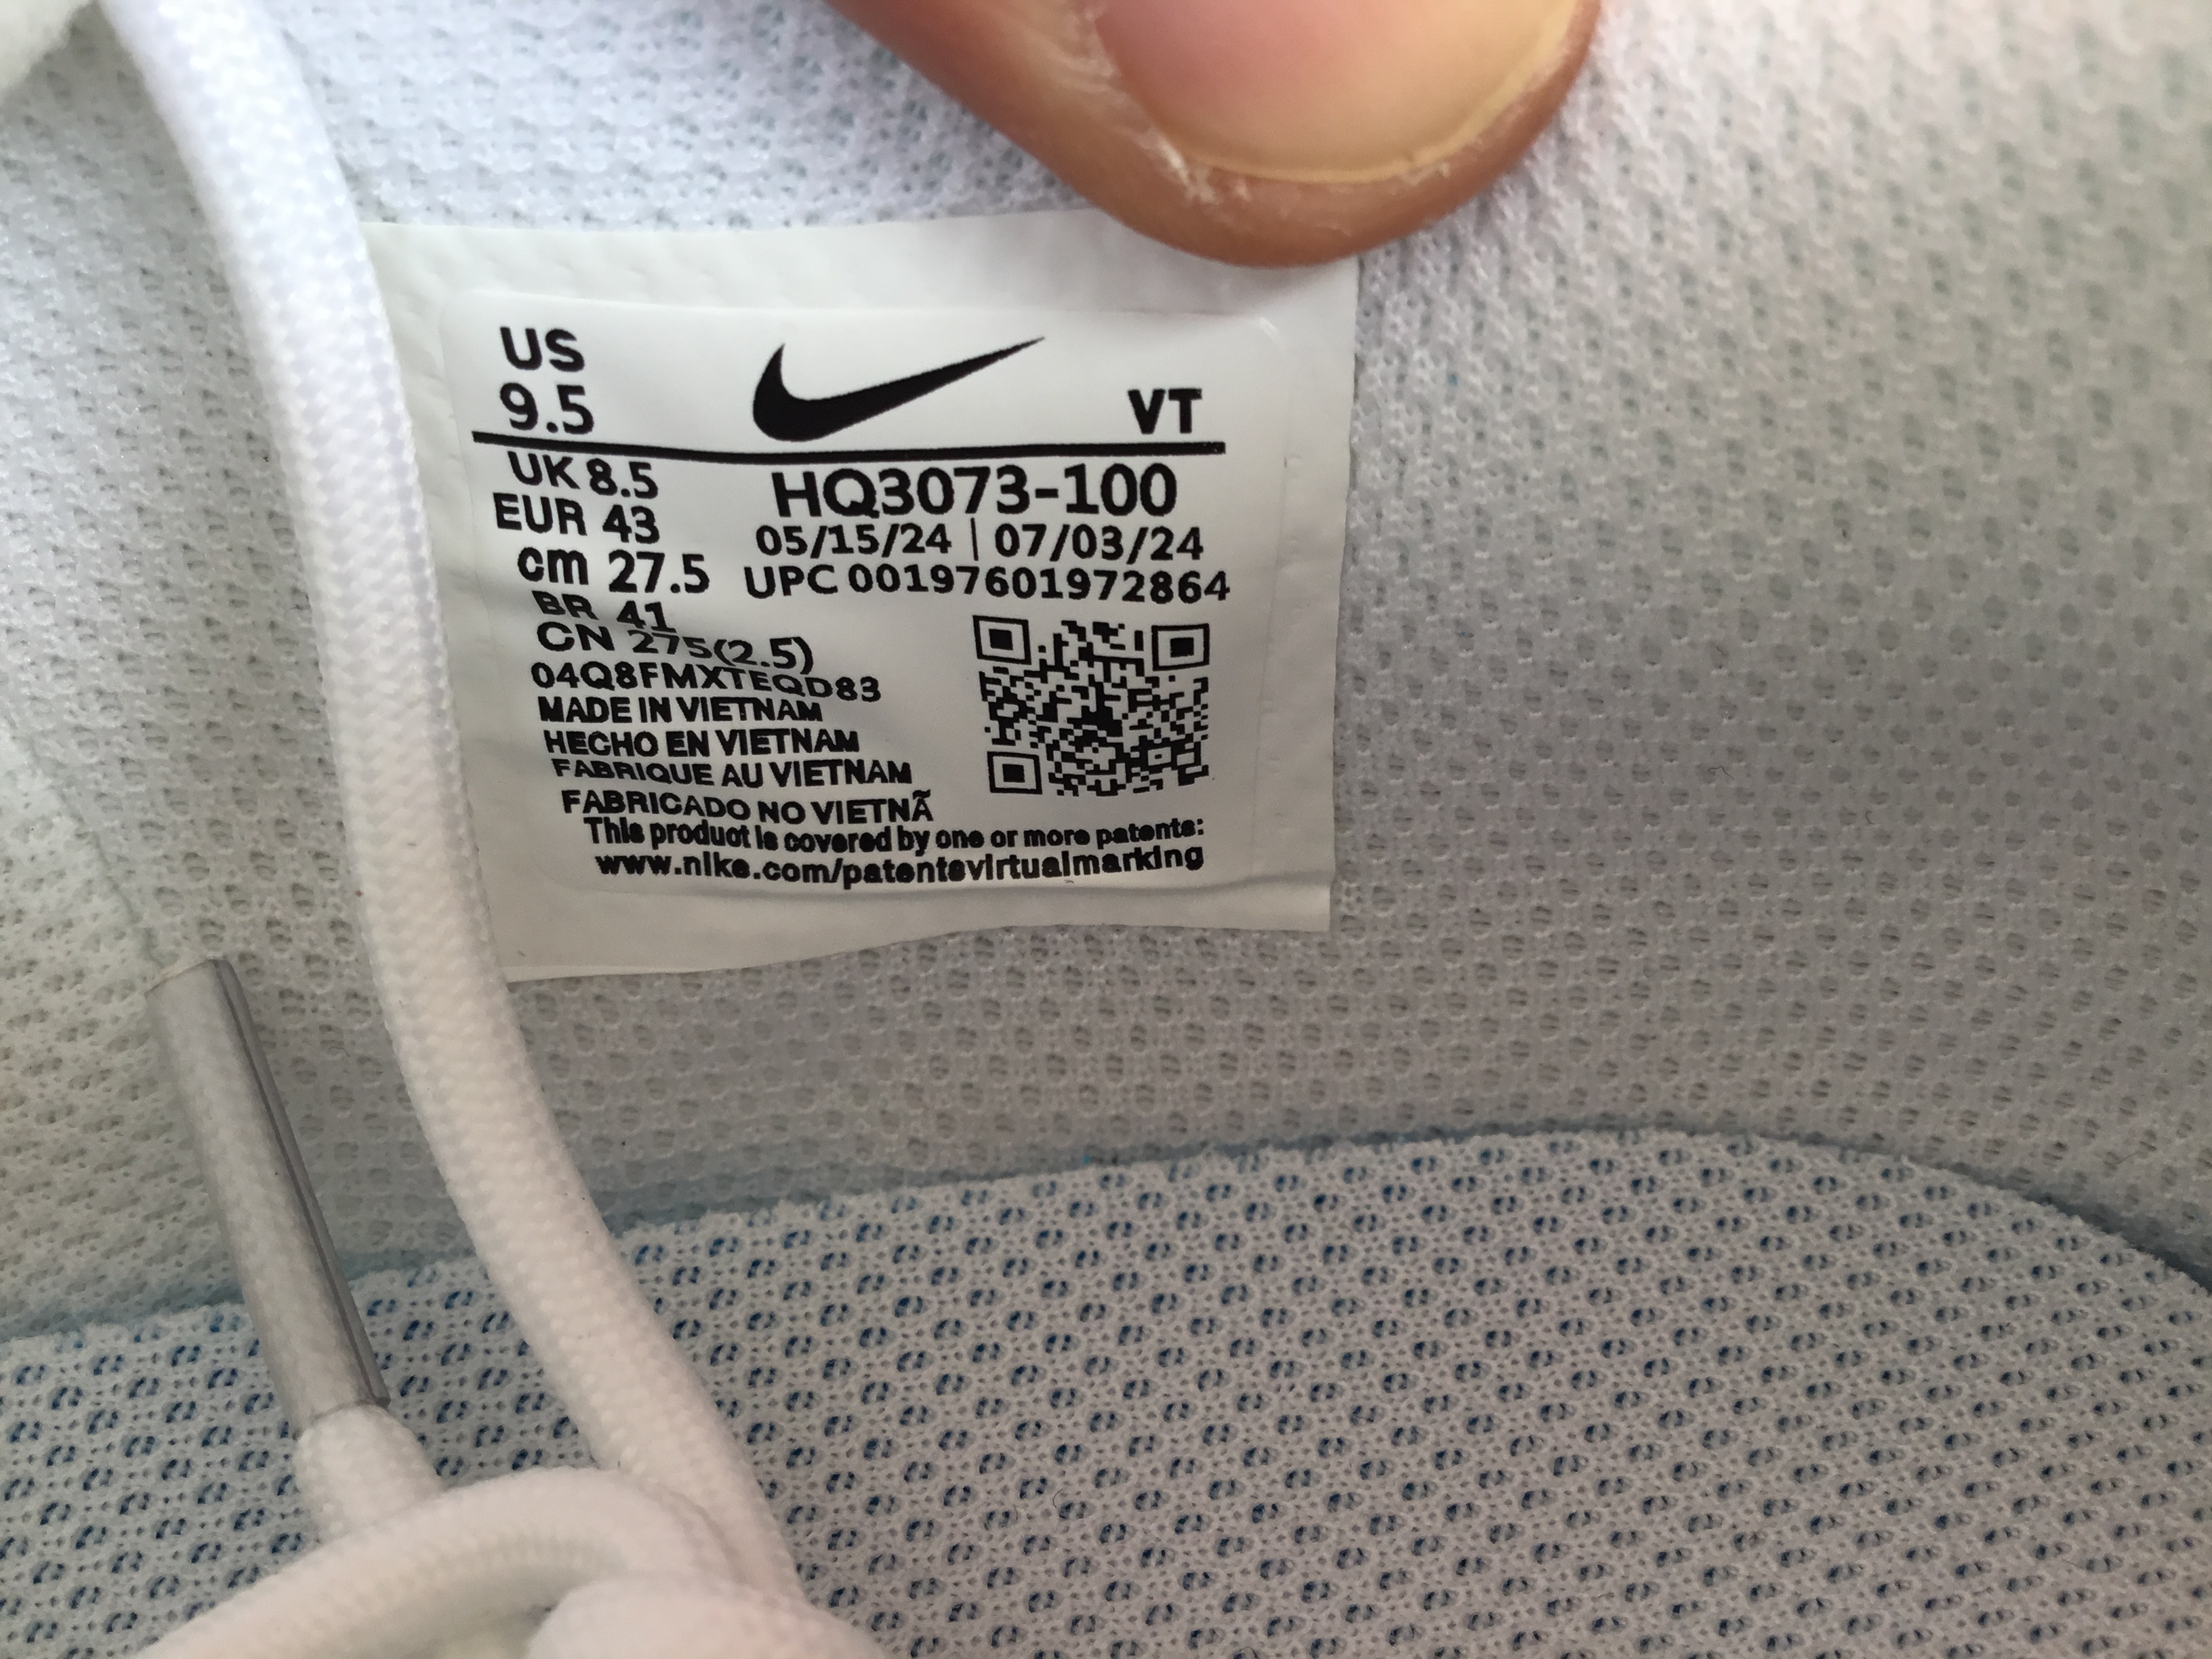 US
9.5
VT
UK 8.5
EUR 43
cm 27.5
BR 41
CN 275(2.5)
HQ3073-100
05/15/24 | 07/03/24
UPC 00197601972864
04Q8FMXTEQD83
MADE IN VIETNAM
HECHO EN VIETNAM
FABRIQUE AU VIETNAM
FABRICADO NO VIETNÃ
This product is covered by one or more patents:
www.nike.com/patentsvirtualmarking